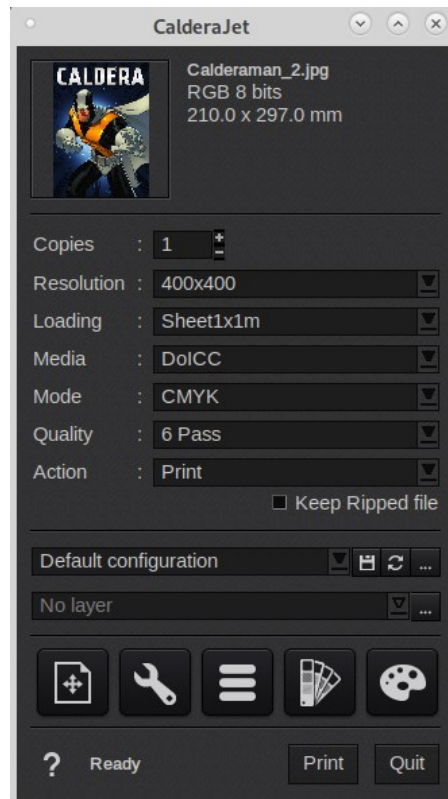 CalderaJet
CALDERA
Calderaman_2.jpg
RGB 8 bits
210.0 x 297.0 mm
Copies : 1
Resolution : 400x400
Loading : Sheet1x1m
Media : DoICC
Mode : CMYK
Quality : 6 Pass
Action : Print
Keep Ripped file
Default configuration ...
No layer ...
? Ready Print Quit